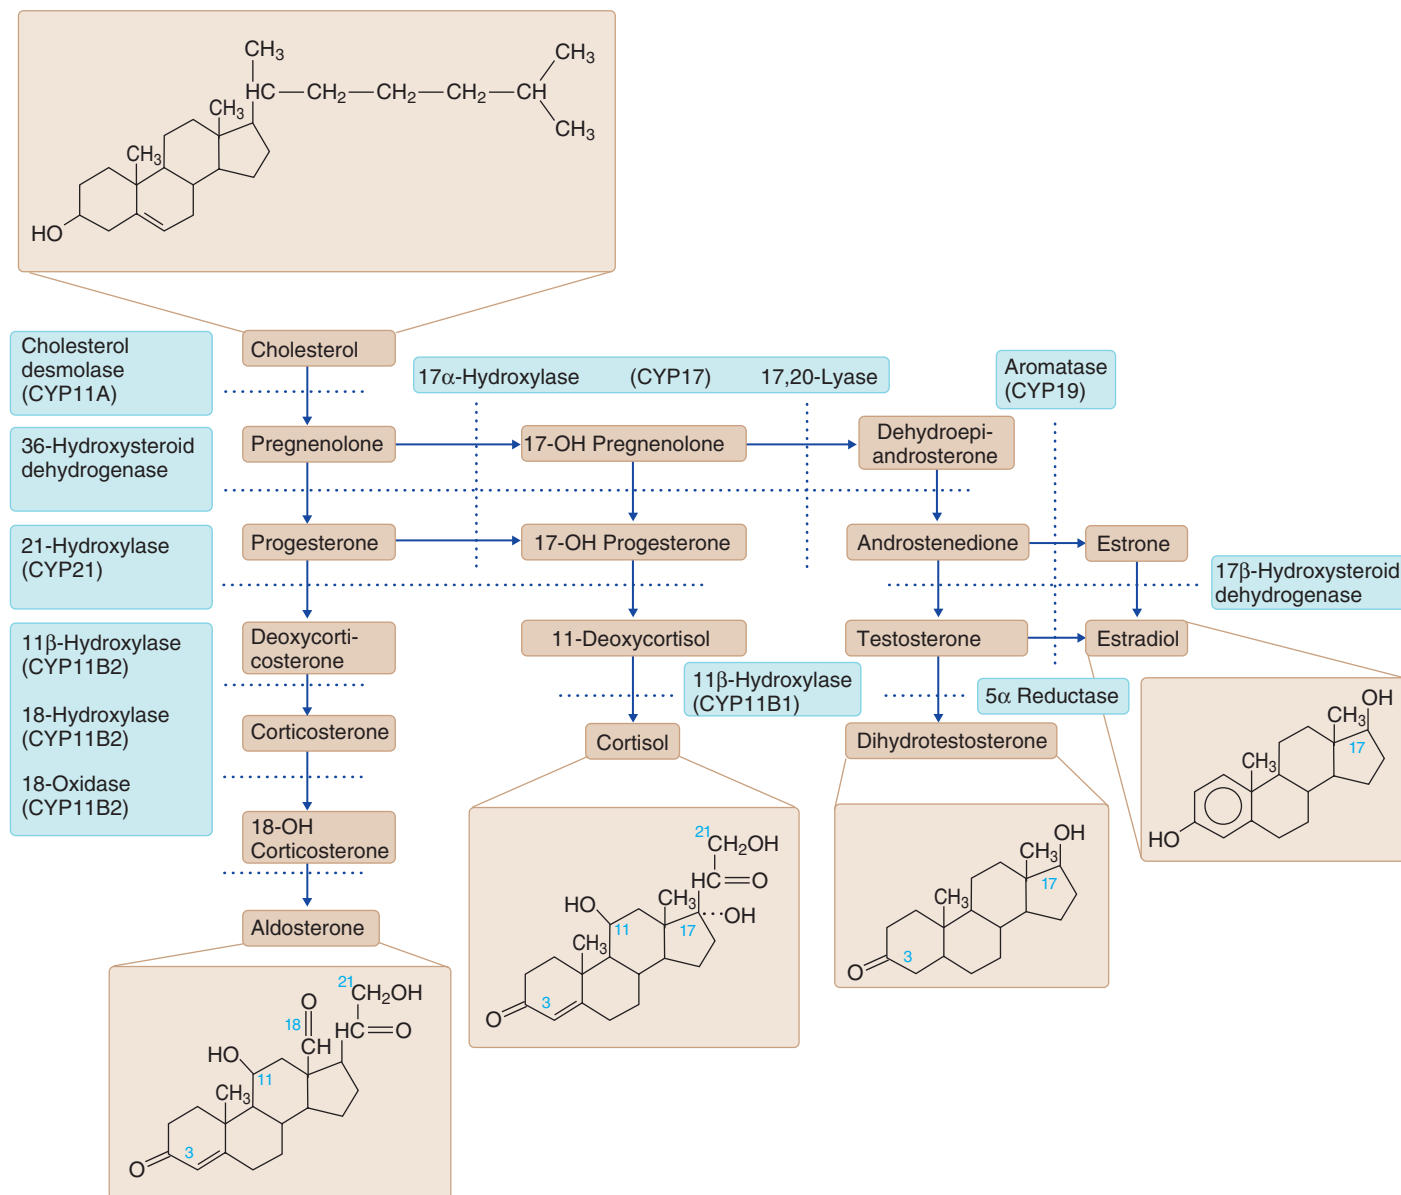 CH₃
CH₃
HC—CH₂—CH₂—CH₂—CH
CH₃
CH₃
CH₃
HO
Cholesterol
desmolase
(CYP11A)
Cholesterol
17α-Hydroxylase (CYP17) 17,20-Lyase
Aromatase
(CYP19)
36-Hydroxysteroid
dehydrogenase
Pregnenolone
17-OH Pregnenolone
Dehydroepi-
androsterone
21-Hydroxylase
(CYP21)
Progesterone
17-OH Progesterone
Androstenedione
Estrone
17β-Hydroxysteroid
dehydrogenase
11β-Hydroxylase
(CYP11B2)
18-Hydroxylase
(CYP11B2)
18-Oxidase
(CYP11B2)
Deoxycorti-
costerone
11-Deoxycortisol
Testosterone
Estradiol
11β-Hydroxylase
(CYP11B1)
5α Reductase
Corticosterone
Cortisol
Dihydrotestosterone
OH
CH₃
17
CH₃
HO
18-OH
Corticosterone
21
CH₂OH
HC=O
HO
CH₃
OH
11
17
CH₃
3
O
OH
CH₃
17
CH₃
3
O
Aldosterone
21
CH₂OH
O
18
HC=O
CH
HO
11
CH₃
3
O